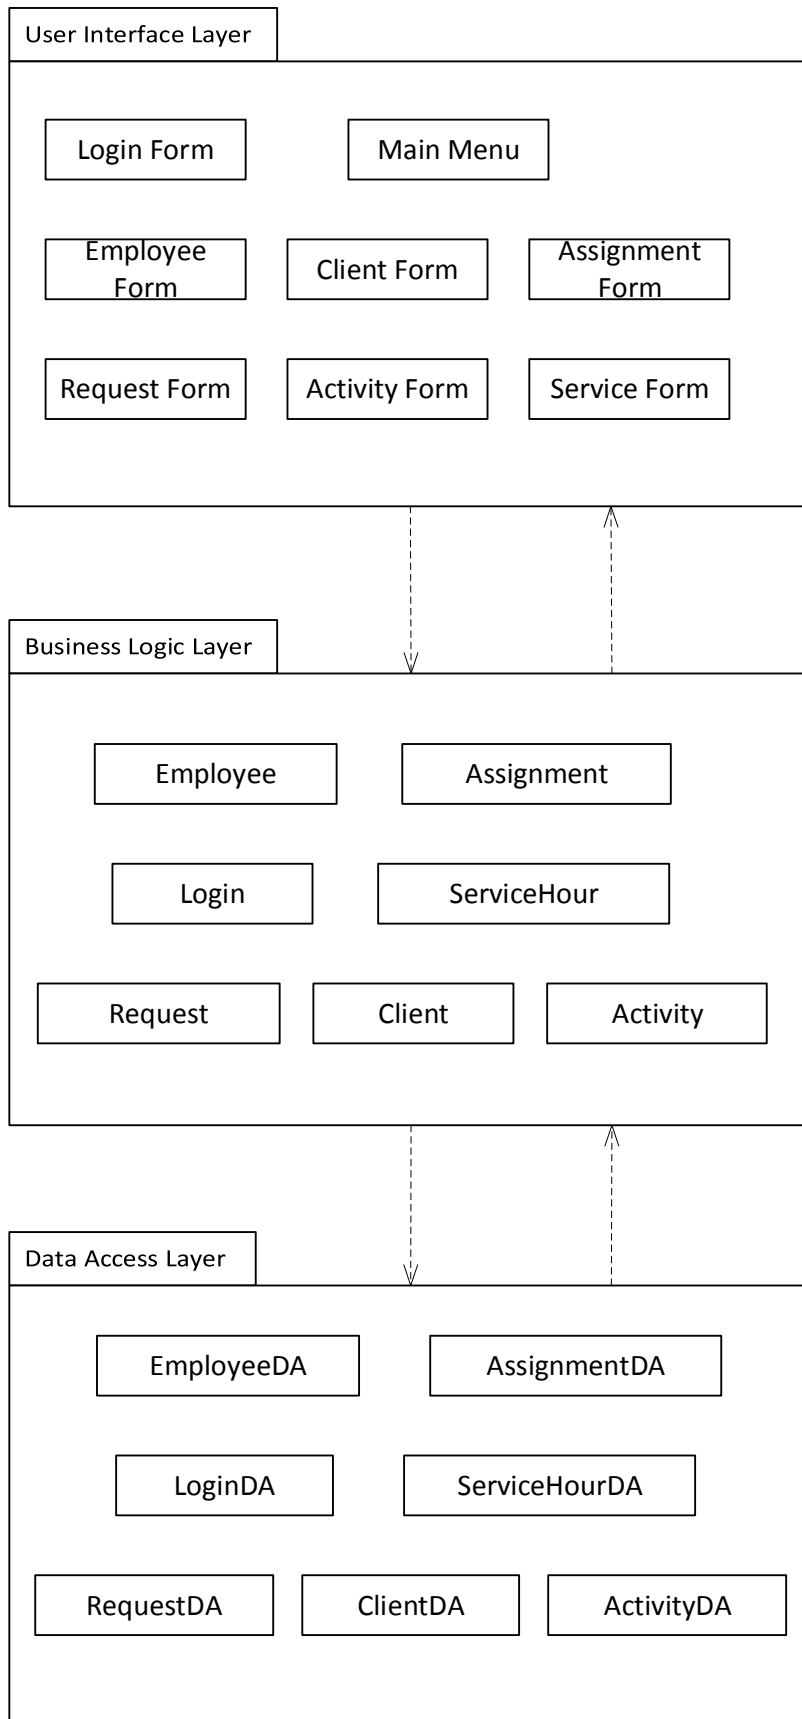 User Interface Layer
Login Form
Main Menu
Employee
Form
Client Form
Assignment
Form
Request Form
Activity Form
Service Form
Business Logic Layer
Employee
Assignment
Login
ServiceHour
Request
Client
Activity
Data Access Layer
EmployeeDA
AssignmentDA
LoginDA
ServiceHourDA
RequestDA
ClientDA
ActivityDA